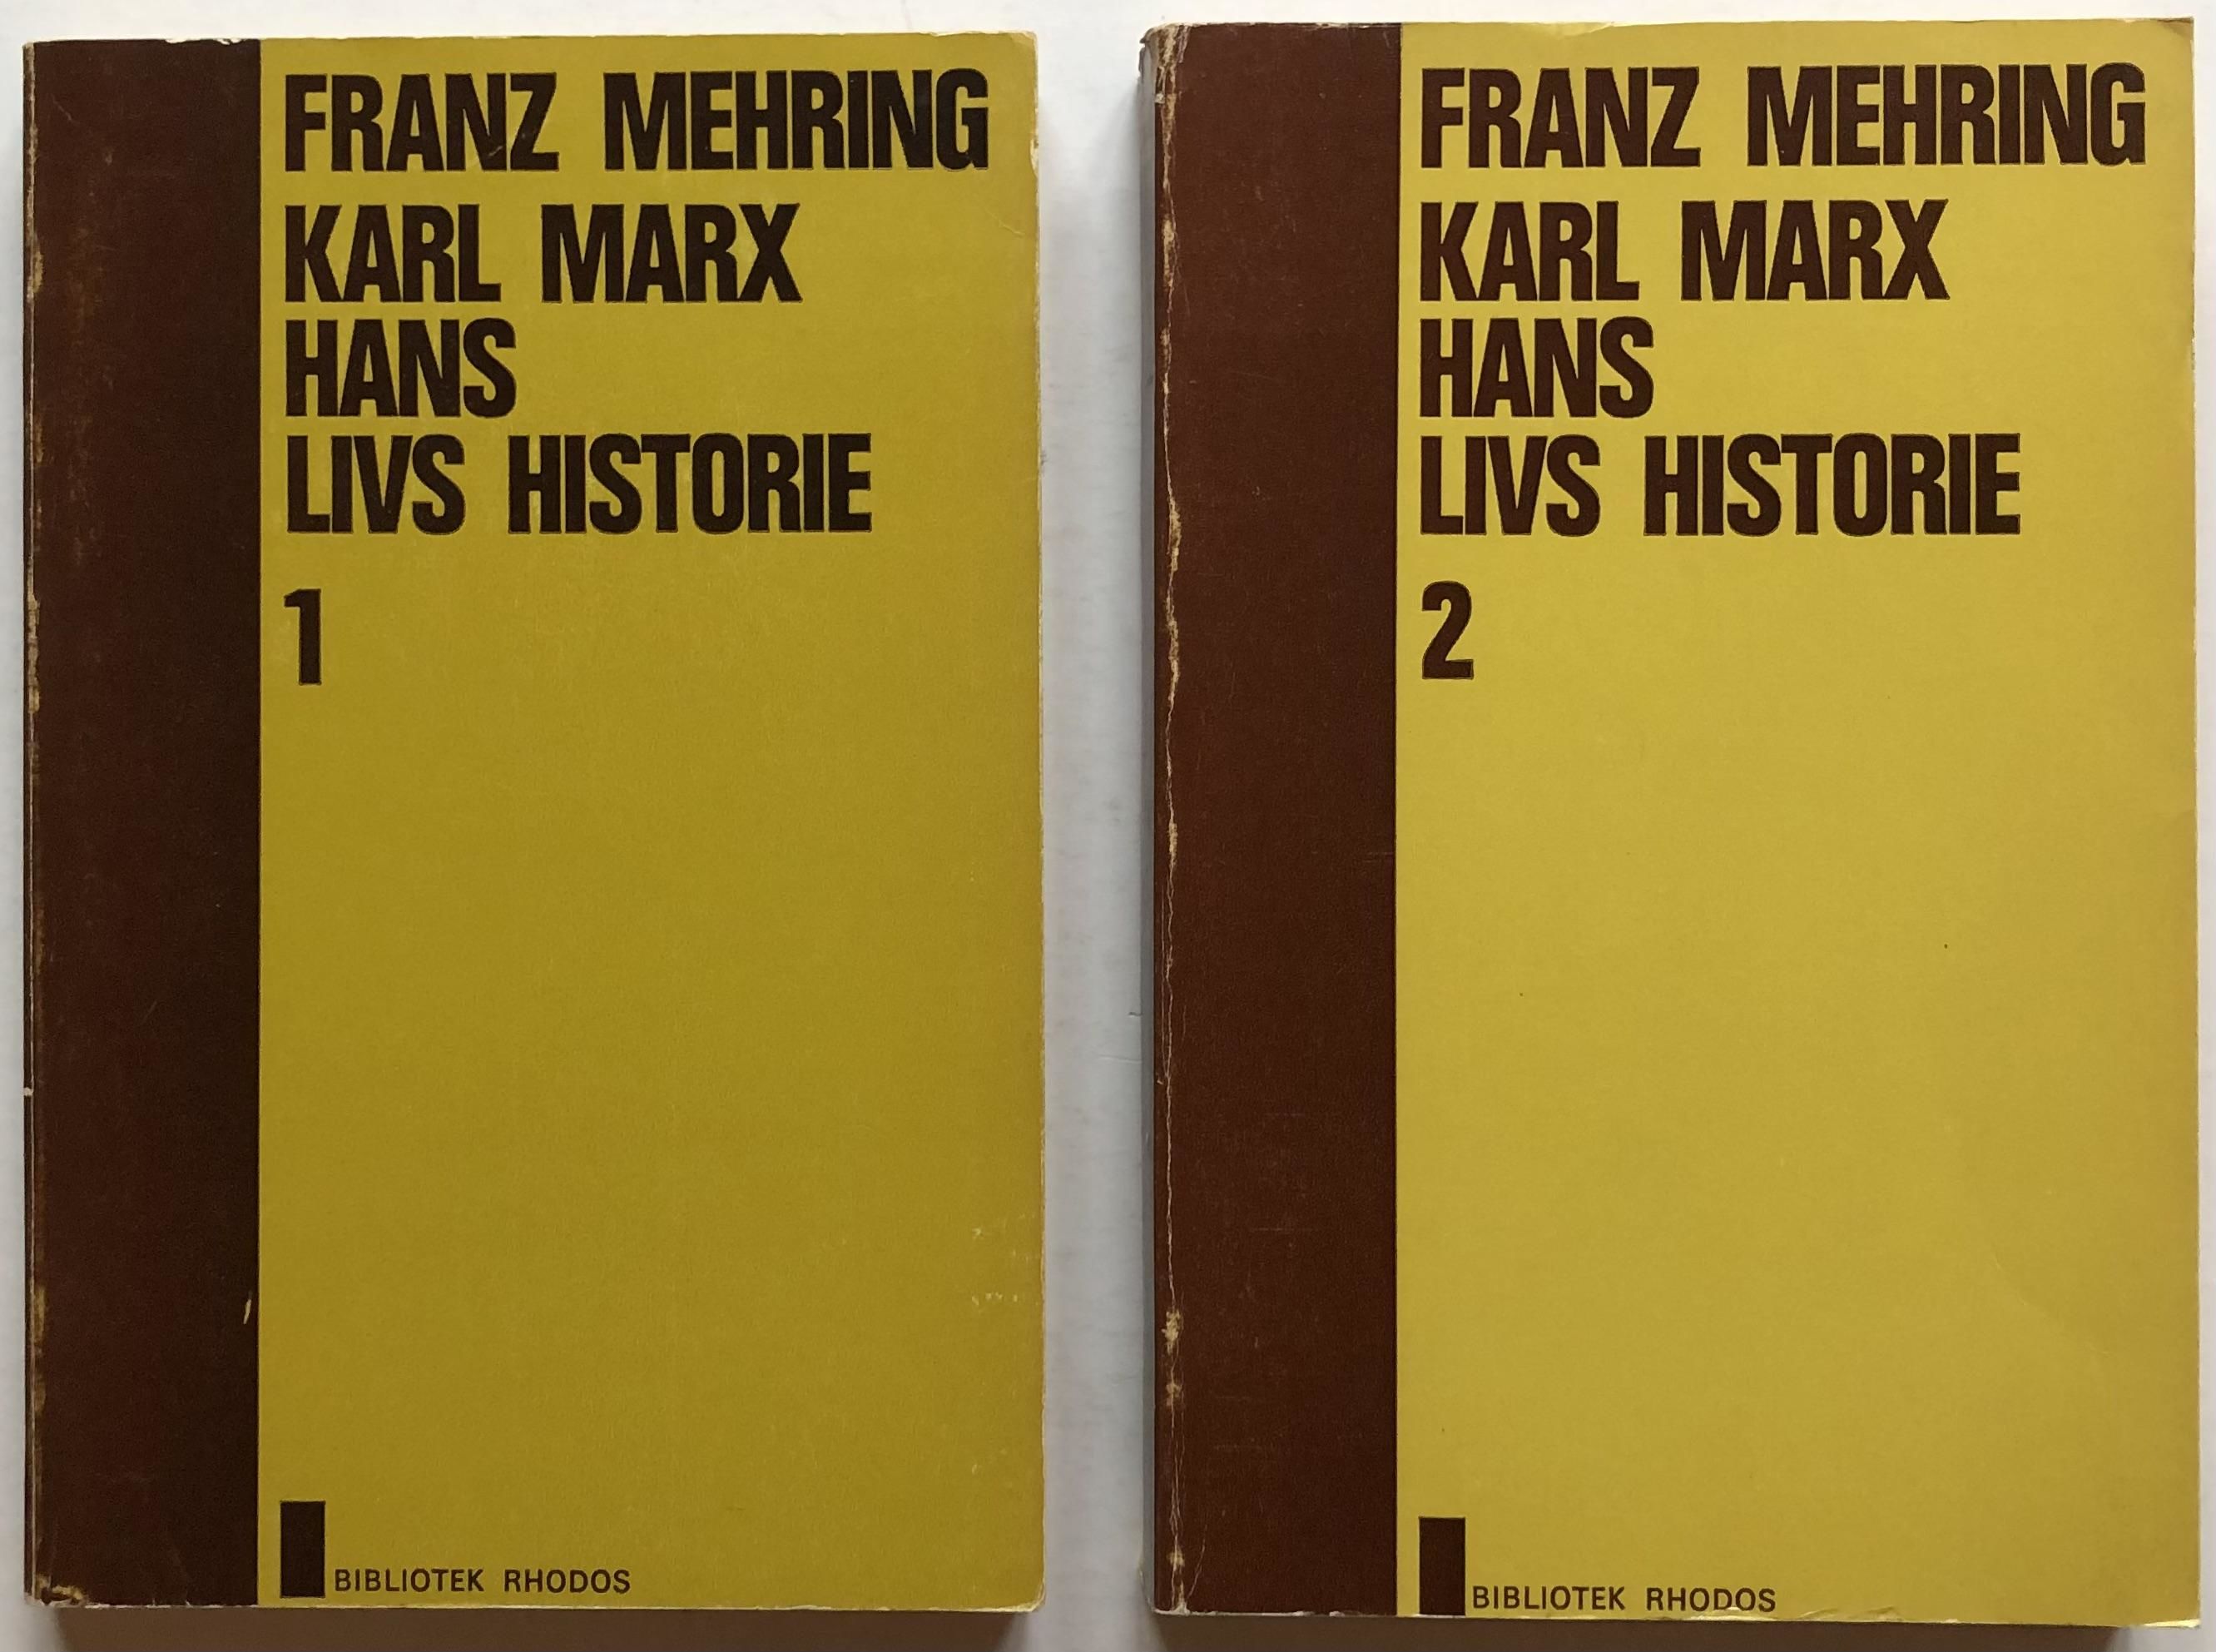 FRANZ MEHRING
KARL MARX
HANS
LIVS HISTORIE
1
BIBLIOTEK RHODOS
FRANZ MEHRING
KARL MARX
HANS
LIVS HISTORIE
2
BIBLIOTEK RHODOS